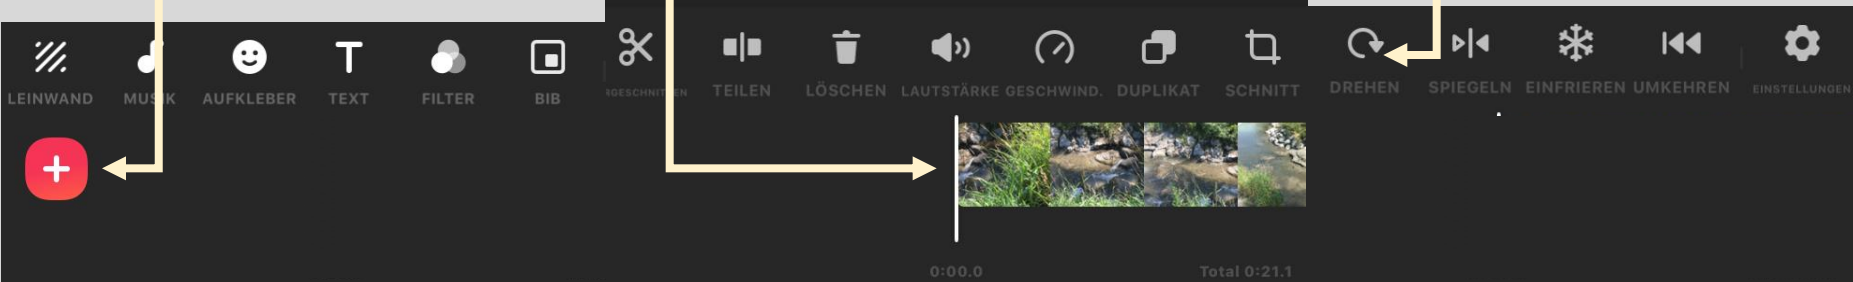 LEINWAND MUSIK AUFKLEBER TEXT FILTER BIB
TEILEN LÖSCHEN LAUTSTÄRKE GESCHWIND. DUPLIKAT SCHNITT
DREHEN SPIEGELN EINFRIEREN UMKEHREN EINSTELLUNGEN
0:00.0 Total 0:21.1